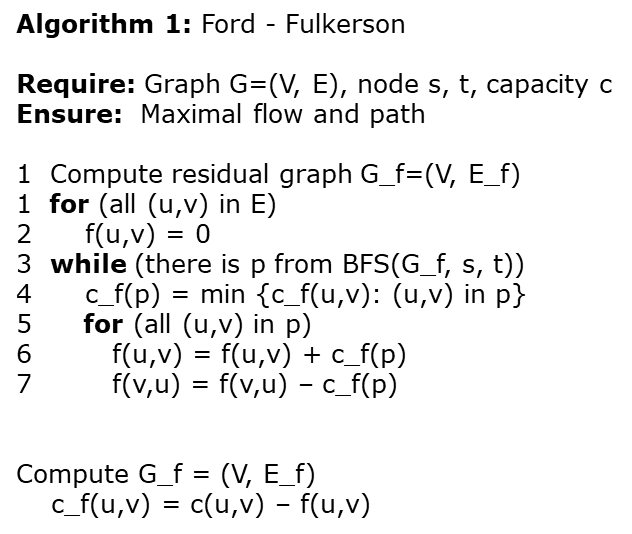 Algorithm 1: Ford - Fulkerson
Require: Graph G=(V, E), node s, t, capacity c
Ensure: Maximal flow and path
1 Compute residual graph G_f=(V, E_f)
1 for (all (u,v) in E)
2 f(u,v) = 0
3 while (there is p from BFS(G_f, s, t))
4 c_f(p) = min {c_f(u,v): (u,v) in p}
5 for (all (u,v) in p)
6 f(u,v) = f(u,v) + c_f(p)
7 f(v,u) = f(v,u) – c_f(p)
Compute G_f = (V, E_f)
c_f(u,v) = c(u,v) – f(u,v)